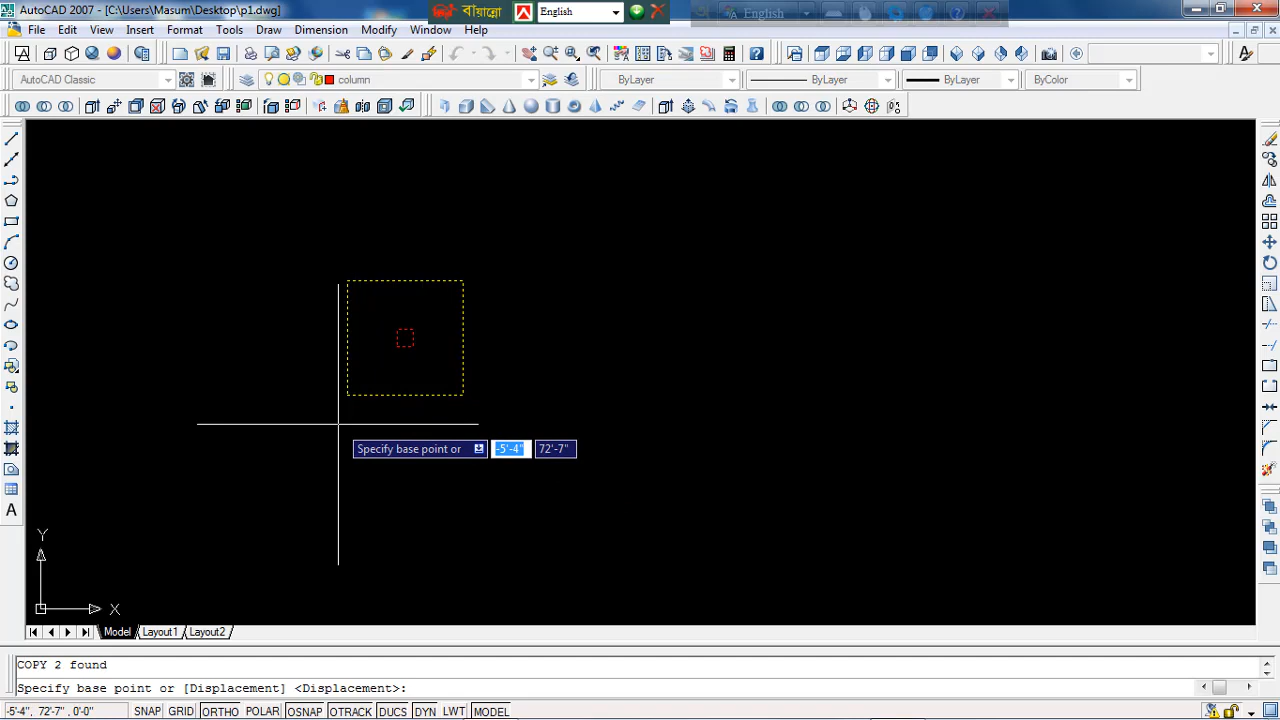 AutoCAD 2007 - [C:\Users\Masum\Desktop\p1.dwg]
বায়ান্নো
English
English
File Edit View Insert Format Tools Draw Dimension Modify Window Help
AutoCAD Classic
column
ByLayer
ByLayer
ByLayer
ByColor
Specify base point or
-5'-4"
72'-7"
Y
X
Model Layout1 Layout2
COPY 2 found
Specify base point or [Displacement] <Displacement>:
-5'-4", 72'-7" , 0'-0"
SNAP GRID ORTHO POLAR OSNAP OTRACK DUCS DYN LWT MODEL